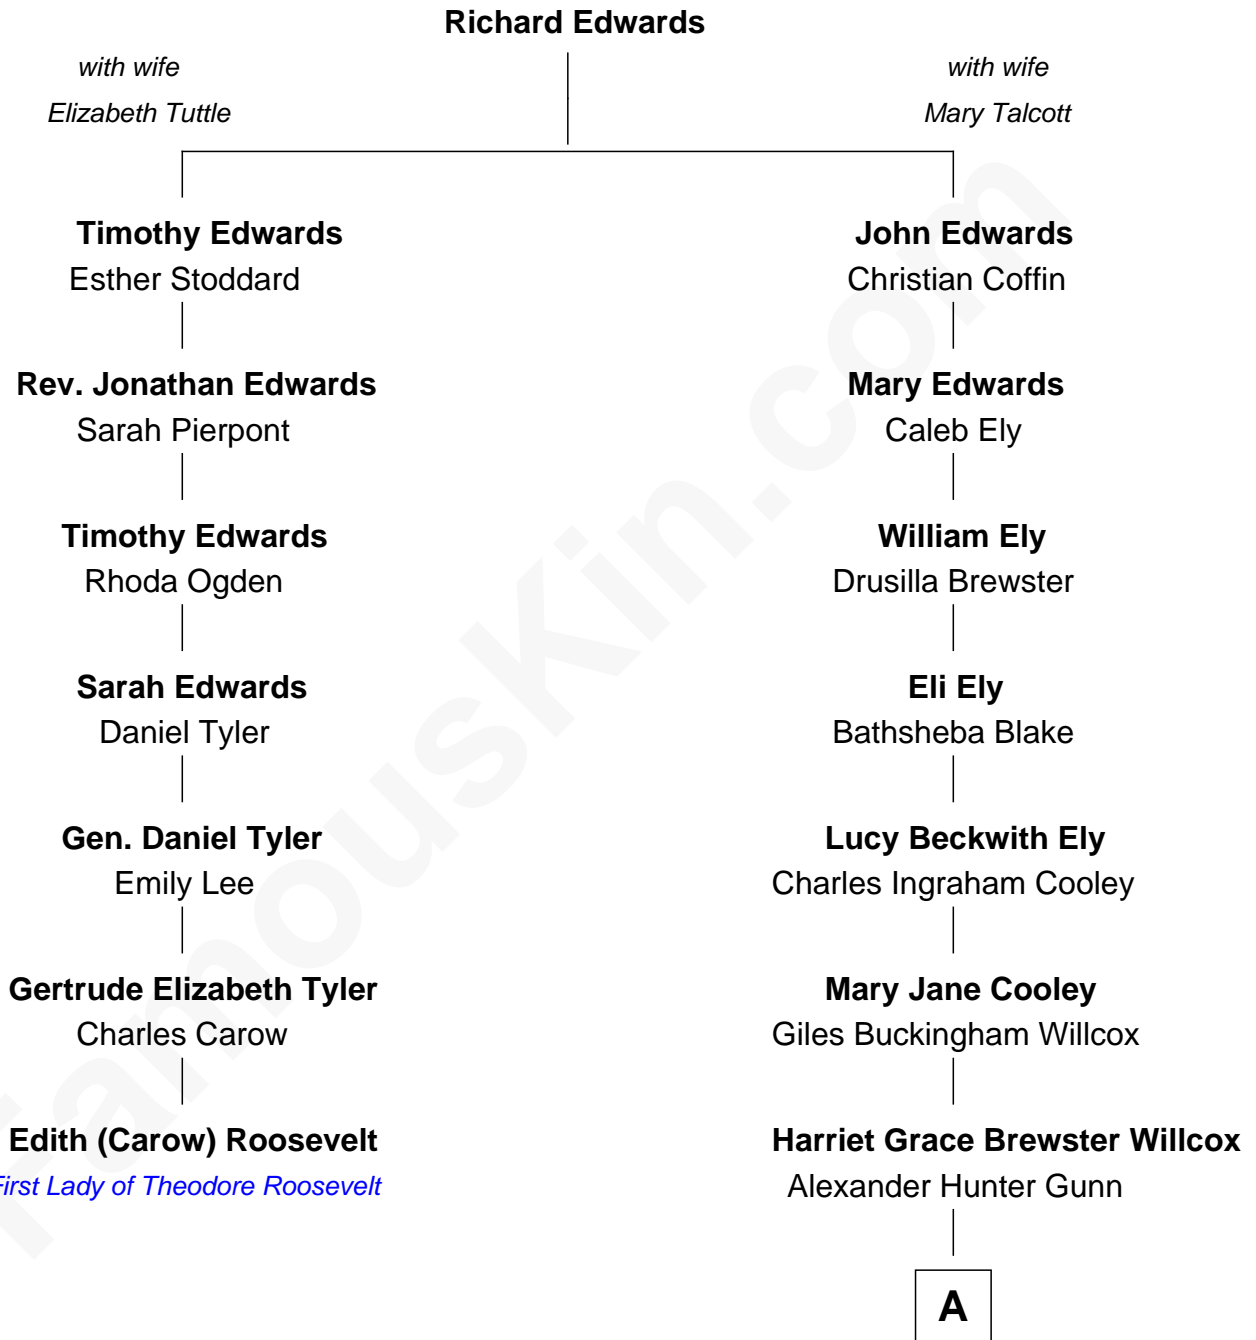 Richard Edwards
with wife
Elizabeth Tuttle
with wife
Mary Talcott
Timothy Edwards
Esther Stoddard
John Edwards
Christian Coffin
Rev. Jonathan Edwards
Sarah Pierpont
Mary Edwards
Caleb Ely
Timothy Edwards
Rhoda Ogden
William Ely
Drusilla Brewster
Sarah Edwards
Daniel Tyler
Eli Ely
Bathsheba Blake
Gen. Daniel Tyler
Emily Lee
Lucy Beckwith Ely
Charles Ingraham Cooley
Gertrude Elizabeth Tyler
Charles Carow
Mary Jane Cooley
Giles Buckingham Willcox
Edith (Carow) Roosevelt
First Lady of Theodore Roosevelt
Harriet Grace Brewster Willcox
Alexander Hunter Gunn
A
FamousKin.com